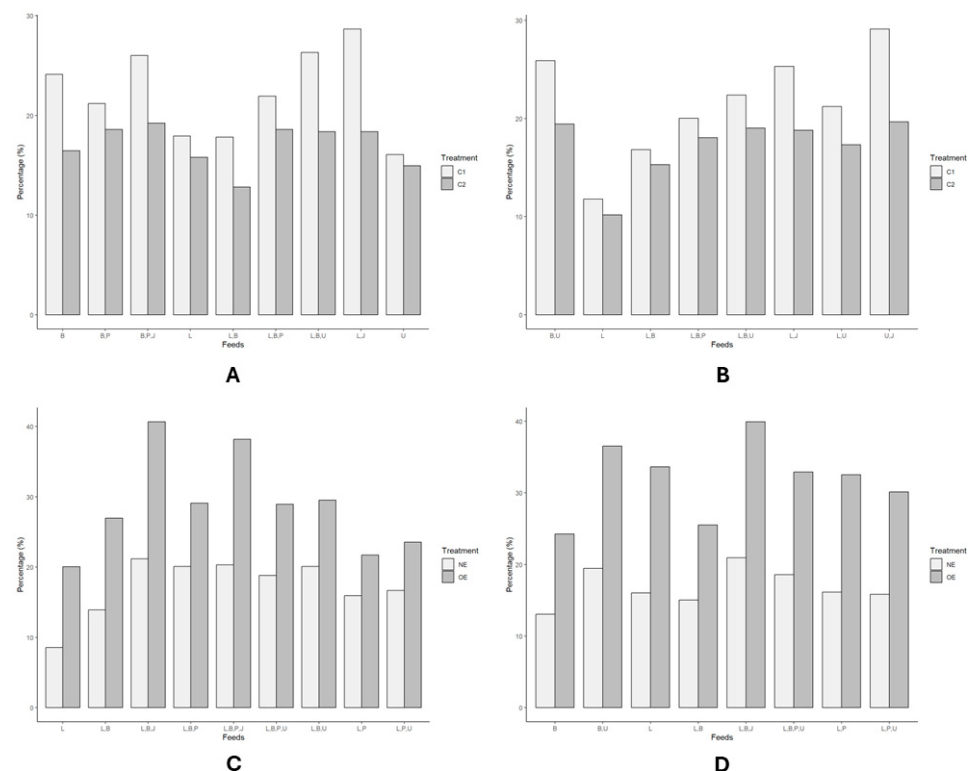 30
20
10
0
Percentage (%)
B B,P B,P,J L L,B L,B,P L,B,U L,J U
Feeds
Treatment
C1
C2
A
30
20
10
0
Percentage (%)
B,U L L,B L,B,P L,B,U L,J L,U U,J
Feeds
Treatment
C1
C2
B
40
30
20
10
0
Percentage (%)
L L,B L,B,J L,B,P L,B,P,J L,B,P,U L,B,U L,P L,P,U
Feeds
Treatment
NE
OE
C
40
30
20
10
0
Percentage (%)
B B,U L L,B L,B,J L,B,P,U L,P L,P,U
Feeds
Treatment
NE
OE
D